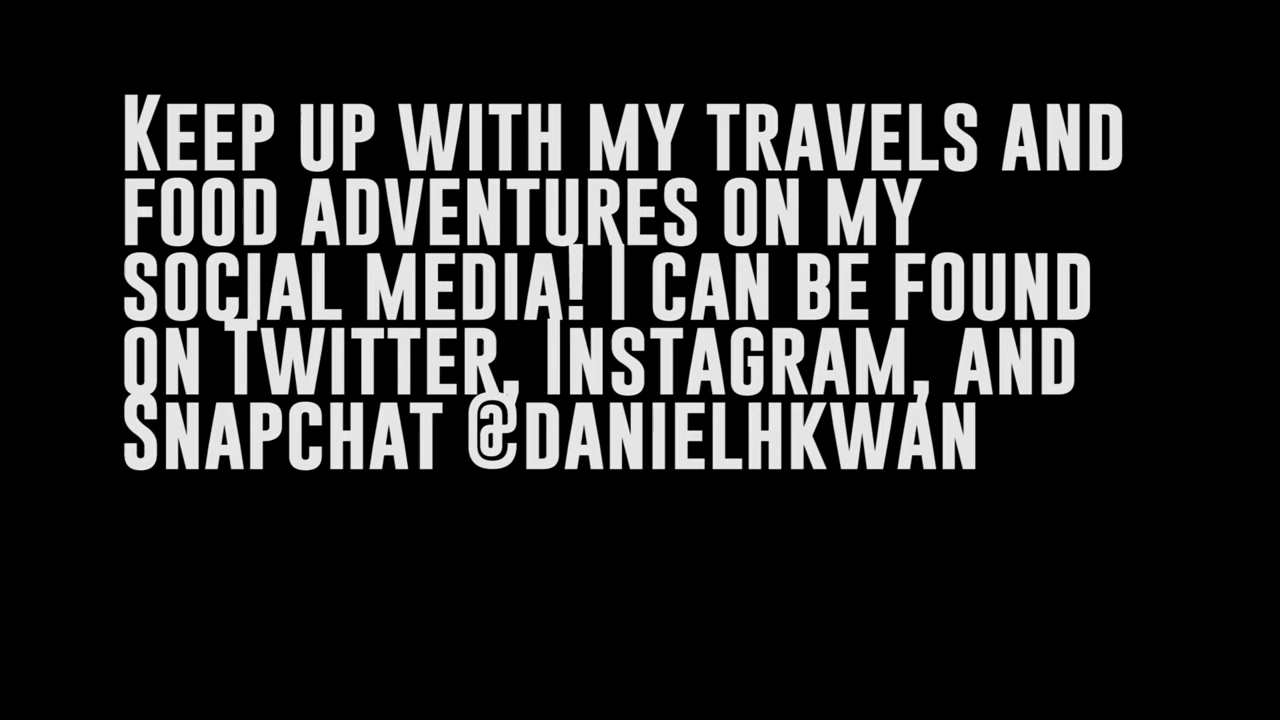 Keep up with my travels and
food adventures on my
social media! I can be found
on Twitter, Instagram, and
Snapchat @danielhkwan